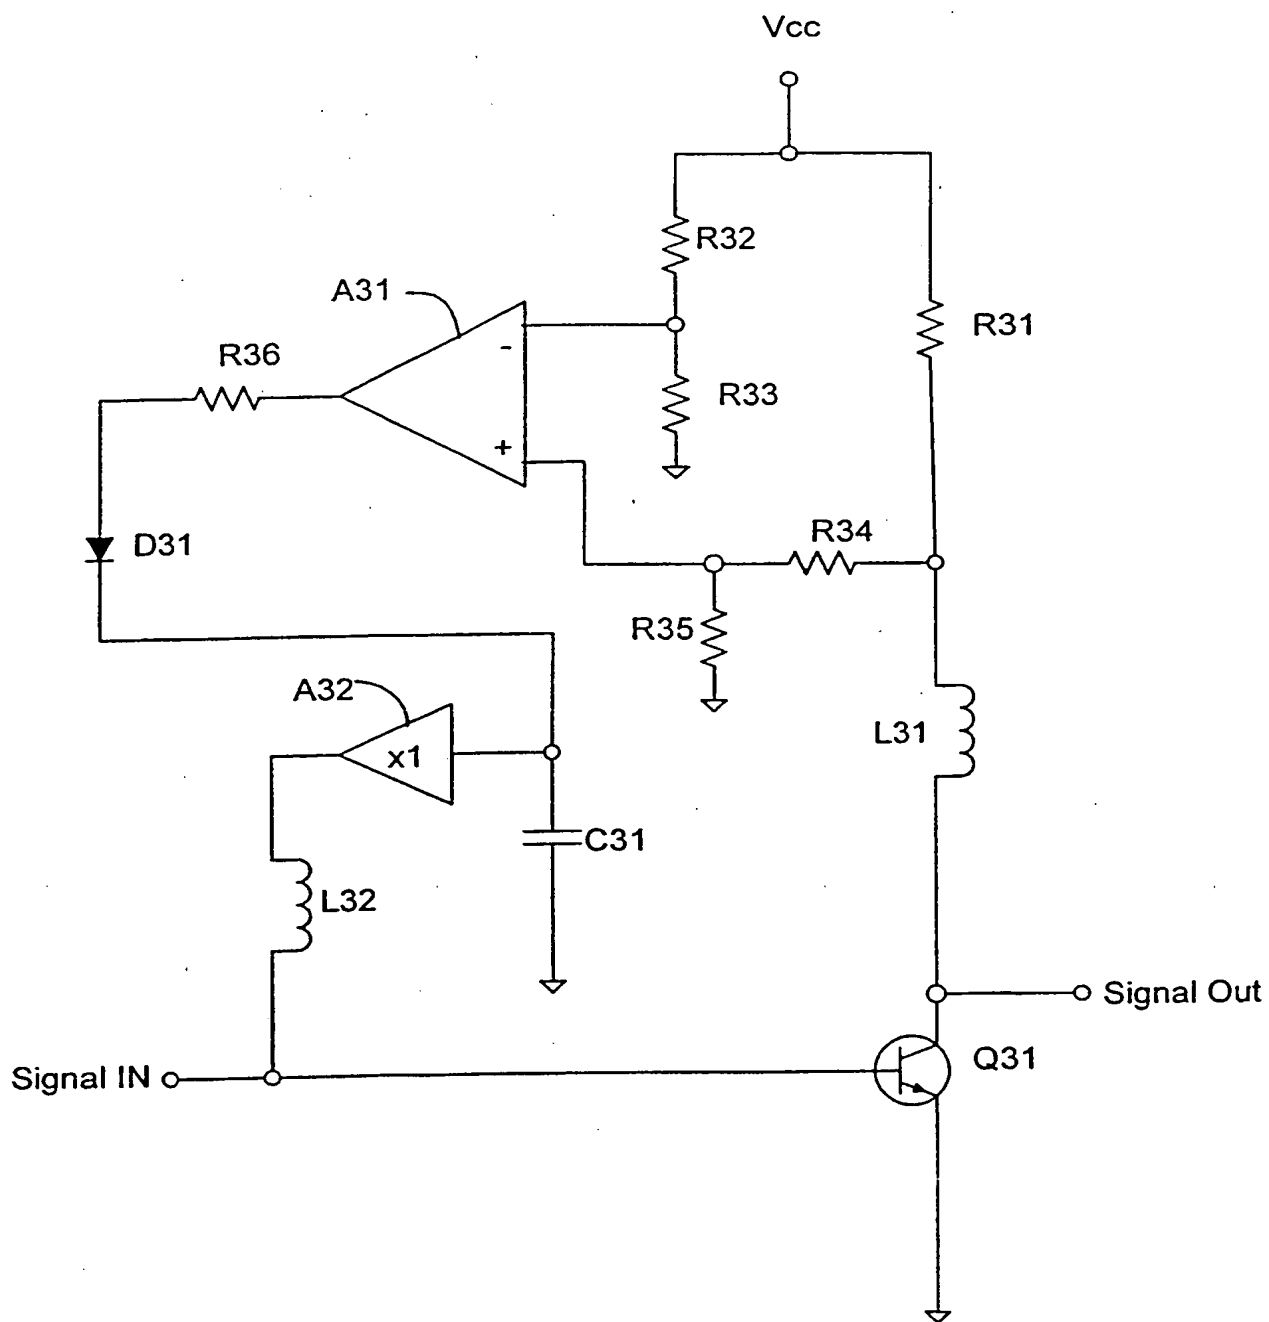 Vcc
R32
A31
R31
R36
-
R33
+
R34
D31
R35
A32
L31
x1
C31
L32
Signal Out
Q31
Signal IN